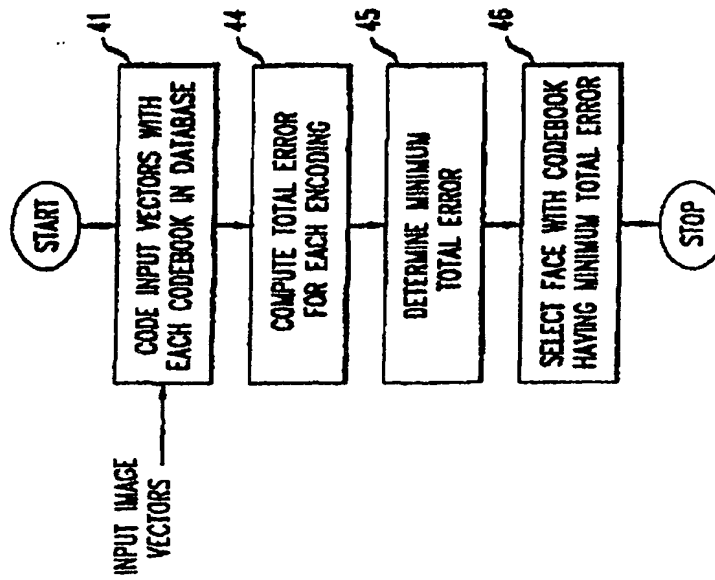 START
INPUT IMAGE
VECTORS
41
CODE INPUT VECTORS WITH
EACH CODEBOOK IN DATABASE
44
COMPUTE TOTAL ERROR
FOR EACH ENCODING
45
DETERMINE MINIMUM
TOTAL ERROR
46
SELECT FACE WITH CODEBOOK
HAVING MINIMUM TOTAL ERROR
STOP